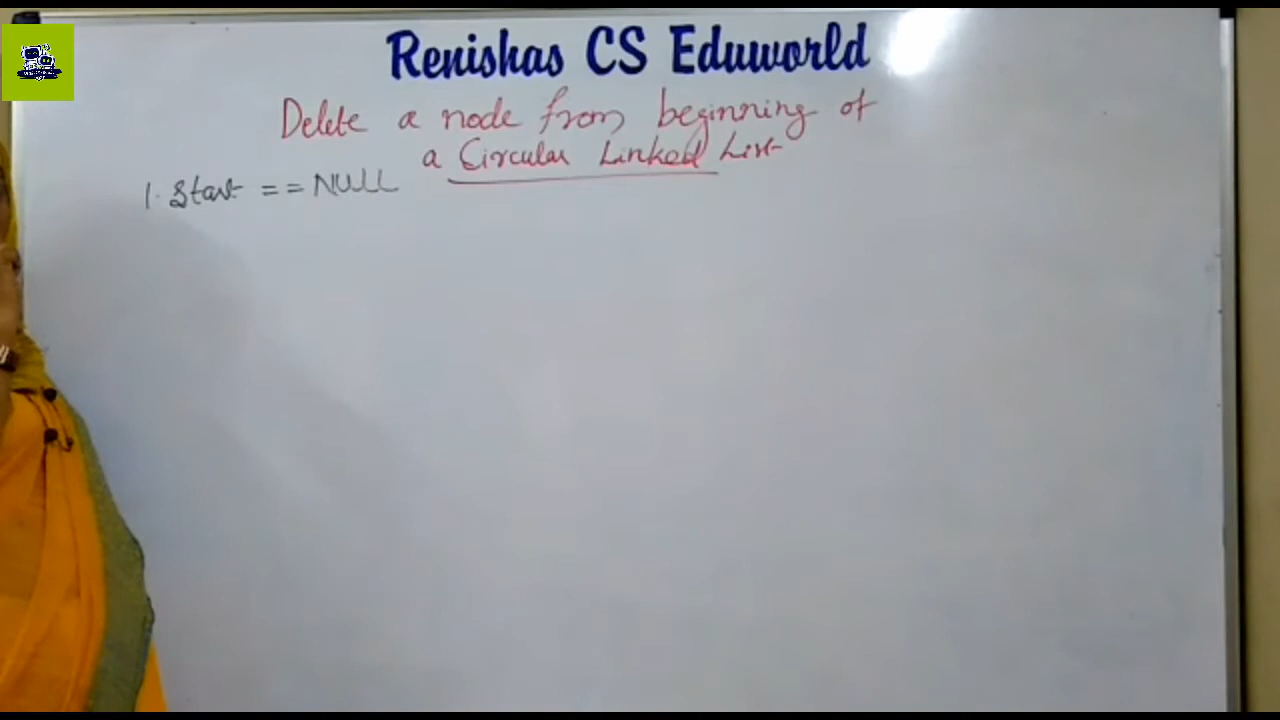 Renishas CS Eduworld
Delete a node from beginning of
a Circular Linked List
1. Start == NULL